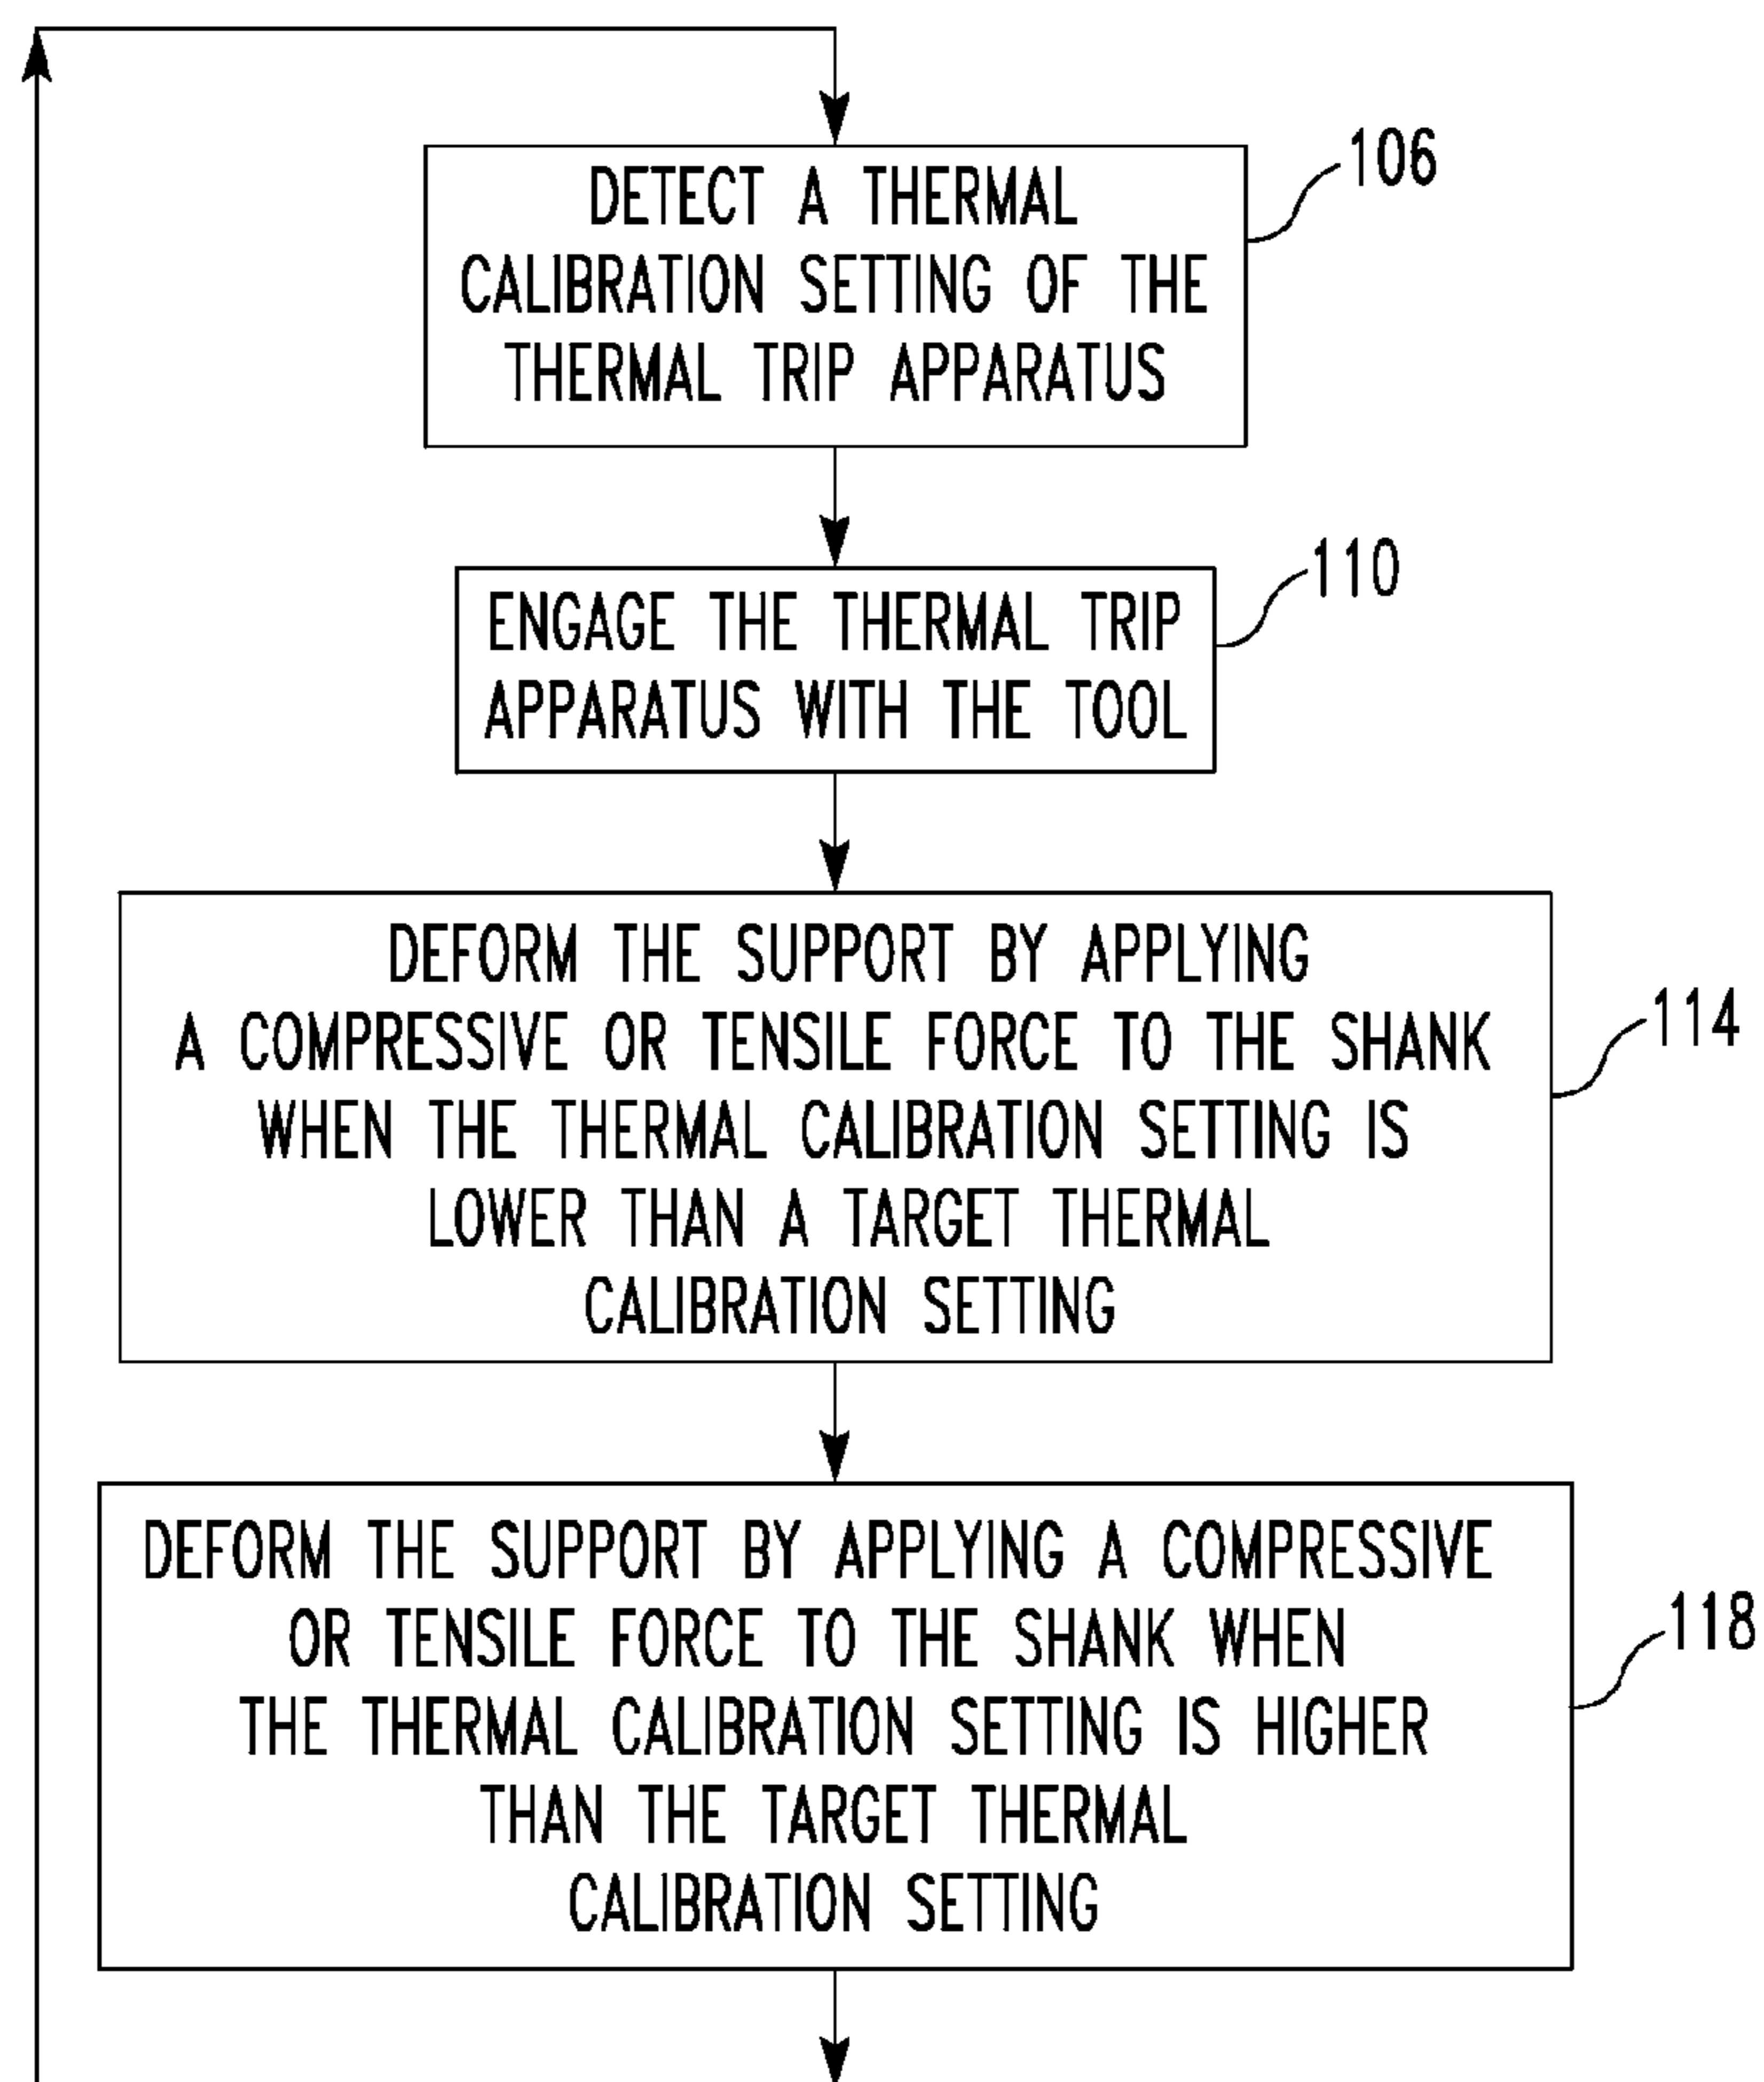 106
DETECT A THERMAL
CALIBRATION SETTING OF THE
THERMAL TRIP APPARATUS
110
ENGAGE THE THERMAL TRIP
APPARATUS WITH THE TOOL
DEFORM THE SUPPORT BY APPLYING
A COMPRESSIVE OR TENSILE FORCE TO THE SHANK
WHEN THE THERMAL CALIBRATION SETTING IS
LOWER THAN A TARGET THERMAL
CALIBRATION SETTING
114
DEFORM THE SUPPORT BY APPLYING A COMPRESSIVE
OR TENSILE FORCE TO THE SHANK WHEN
THE THERMAL CALIBRATION SETTING IS HIGHER
THAN THE TARGET THERMAL
CALIBRATION SETTING
118